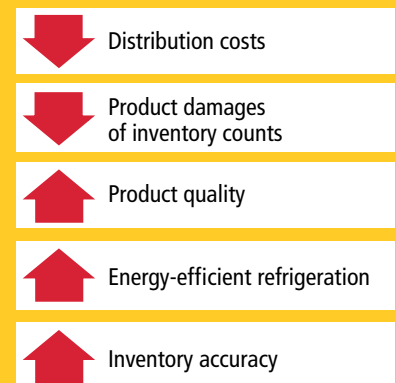 Distribution costs
Product damages
of inventory counts
Product quality
Energy-efficient refrigeration
Inventory accuracy